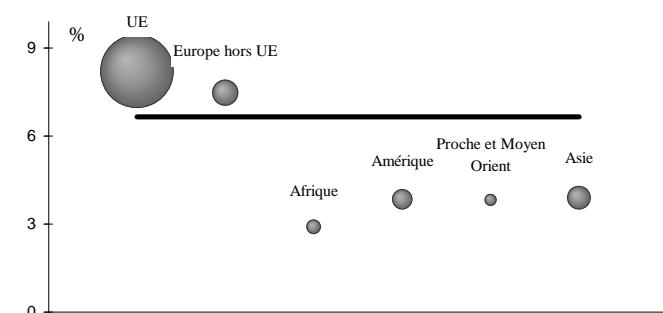 UE
%
9
Europe hors UE
6
Proche et Moyen
Orient
Amérique
Asie
Afrique
3
0